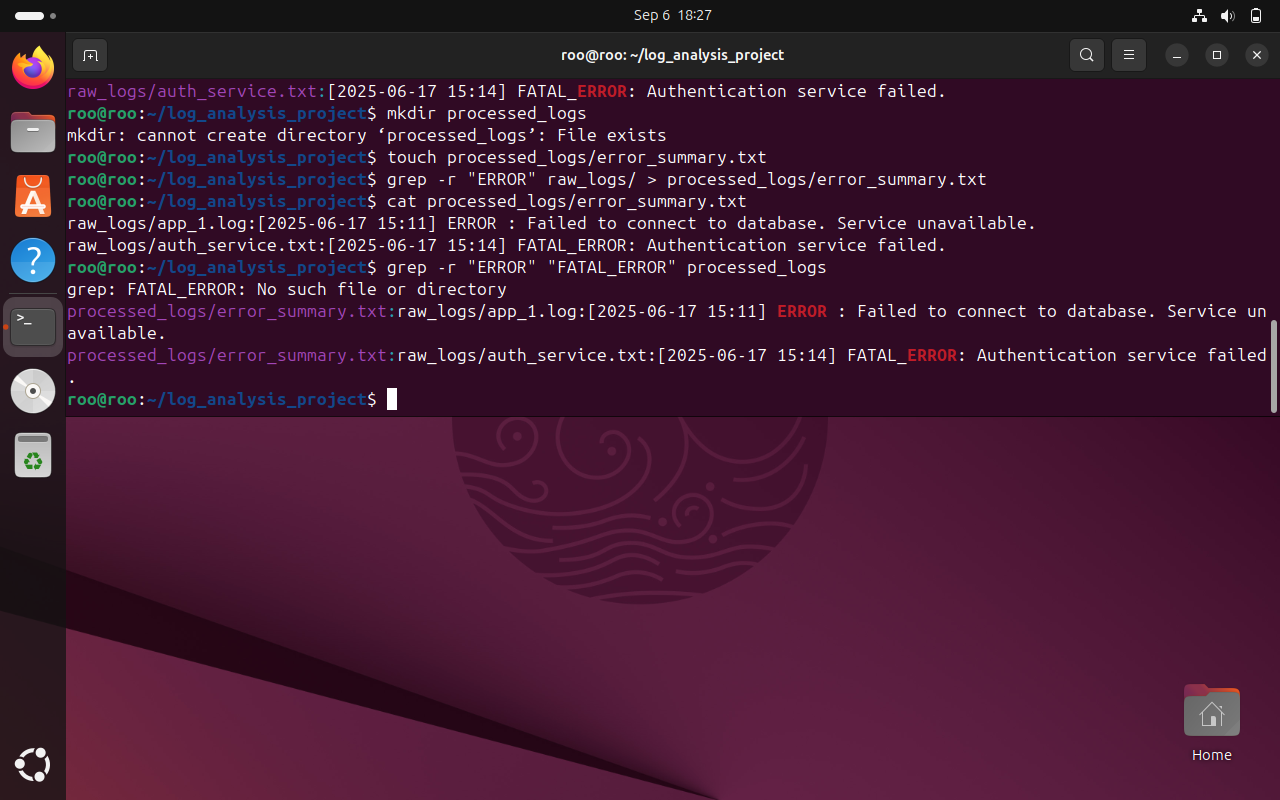 Sep 6 18:27
roo@roo: ~/log_analysis_project
raw_logs/auth_service.txt:[2025-06-17 15:14] FATAL_ERROR: Authentication service failed.
roo@roo:~/log_analysis_project$ mkdir processed_logs
mkdir: cannot create directory ‘processed_logs’: File exists
roo@roo:~/log_analysis_project$ touch processed_logs/error_summary.txt
roo@roo:~/log_analysis_project$ grep -r "ERROR" raw_logs/ > processed_logs/error_summary.txt
roo@roo:~/log_analysis_project$ cat processed_logs/error_summary.txt
raw_logs/app_1.log:[2025-06-17 15:11] ERROR : Failed to connect to database. Service unavailable.
raw_logs/auth_service.txt:[2025-06-17 15:14] FATAL_ERROR: Authentication service failed.
roo@roo:~/log_analysis_project$ grep -r "ERROR" "FATAL_ERROR" processed_logs
grep: FATAL_ERROR: No such file or directory
processed_logs/error_summary.txt:raw_logs/app_1.log:[2025-06-17 15:11] ERROR : Failed to connect to database. Service un
available.
processed_logs/error_summary.txt:raw_logs/auth_service.txt:[2025-06-17 15:14] FATAL_ERROR: Authentication service failed
.
roo@roo:~/log_analysis_project$
Home